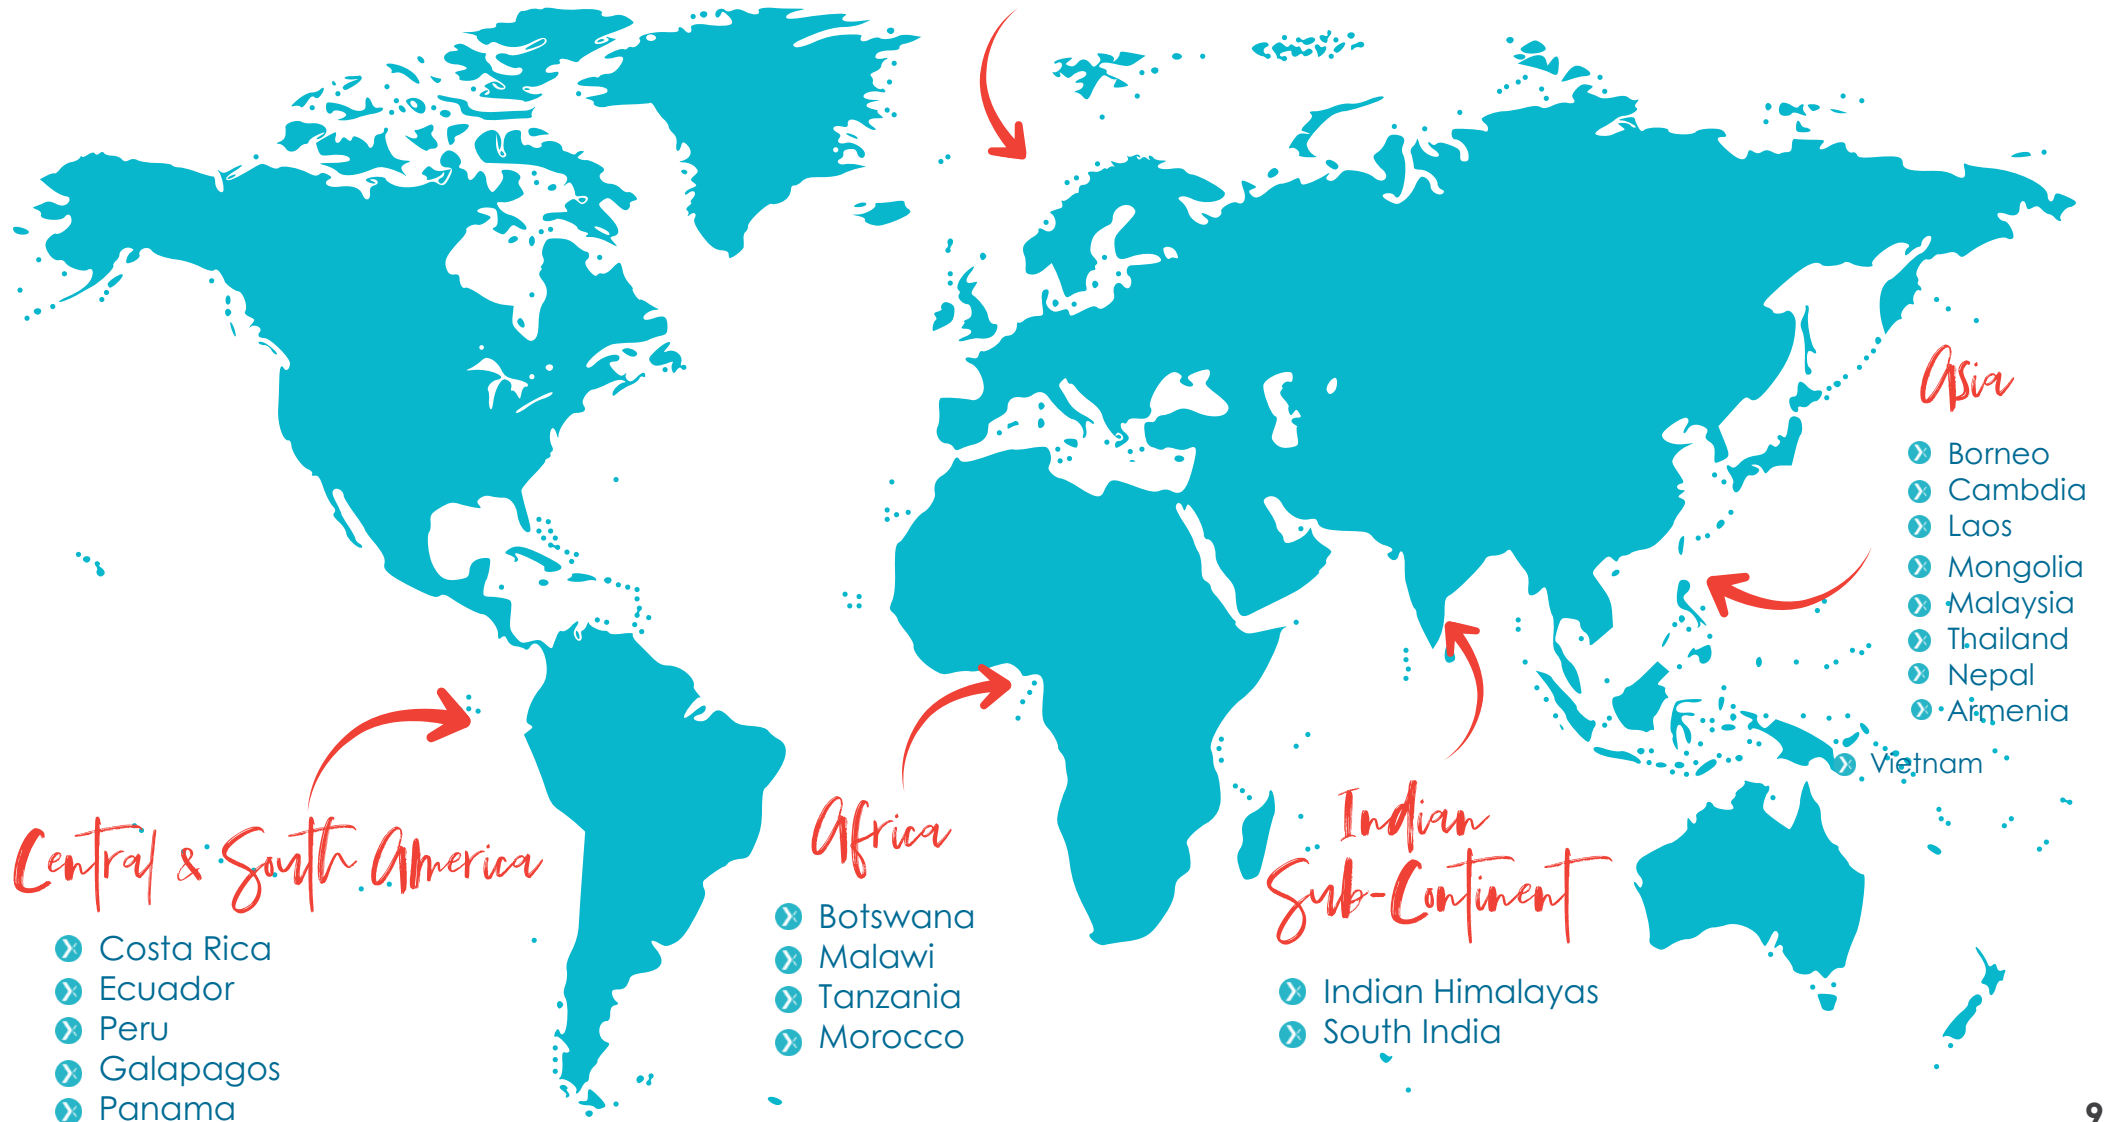 Asia
Borneo
Cambdia
Laos
Mongolia
Malaysia
Thailand
Nepal
Armenia
Vietnam
Central & South America
Costa Rica
Ecuador
Peru
Galapagos
Panama
Africa
Botswana
Malawi
Tanzania
Morocco
Indian
Sub-Continent
Indian Himalayas
South India
9